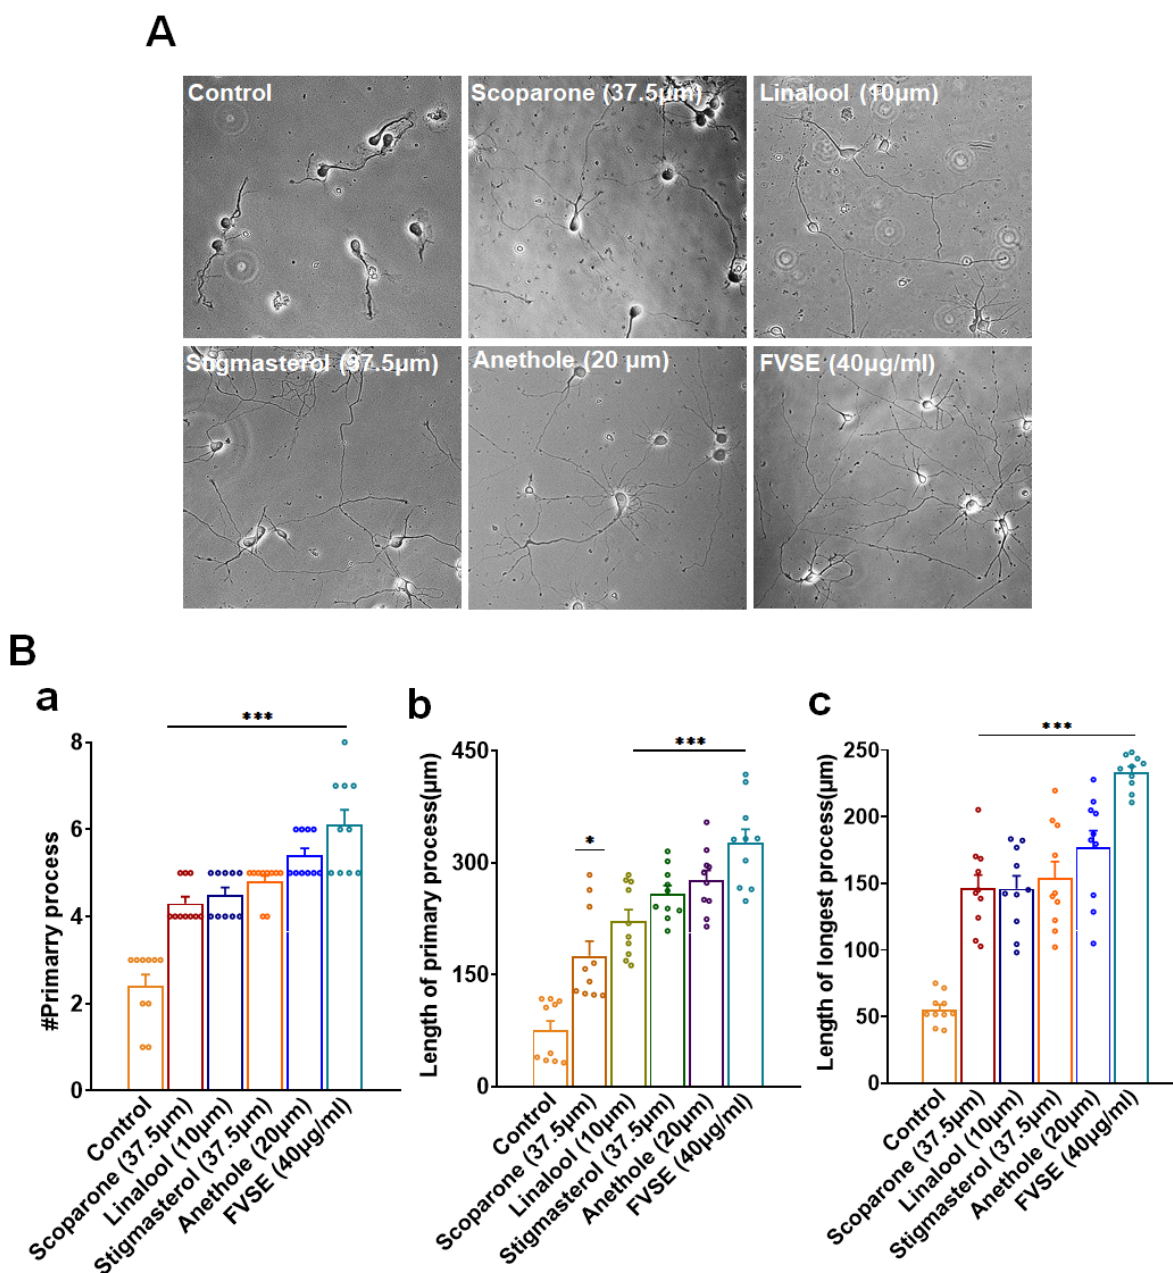 A
Control
Scoparone (37.5μm)
Linalool (10μm)
Stigmasterol (37.5μm)
Anethole (20 μm)
FVSE (40μg/ml)
B
a
***
#Primarry process
8
6
4
2
0
Control
Scoparone (37.5μm)
Linalool (10μm)
Stigmasterol (37.5μm)
Anethole (20μm)
FVSE (40μg/ml)
b
***
*
Length of primary process(μm)
450
300
150
0
Control
Scoparone (37.5μm)
Linalool (10μm)
Stigmasterol (37.5μm)
Anethole (20μm)
FVSE (40μg/ml)
c
***
Length of longest process(μm)
250
200
150
100
50
0
Control
Scoparone (37.5μm)
Linalool (10μm)
Stigmasterol (37.5μm)
Anethole (20μm)
FVSE (40μg/ml)